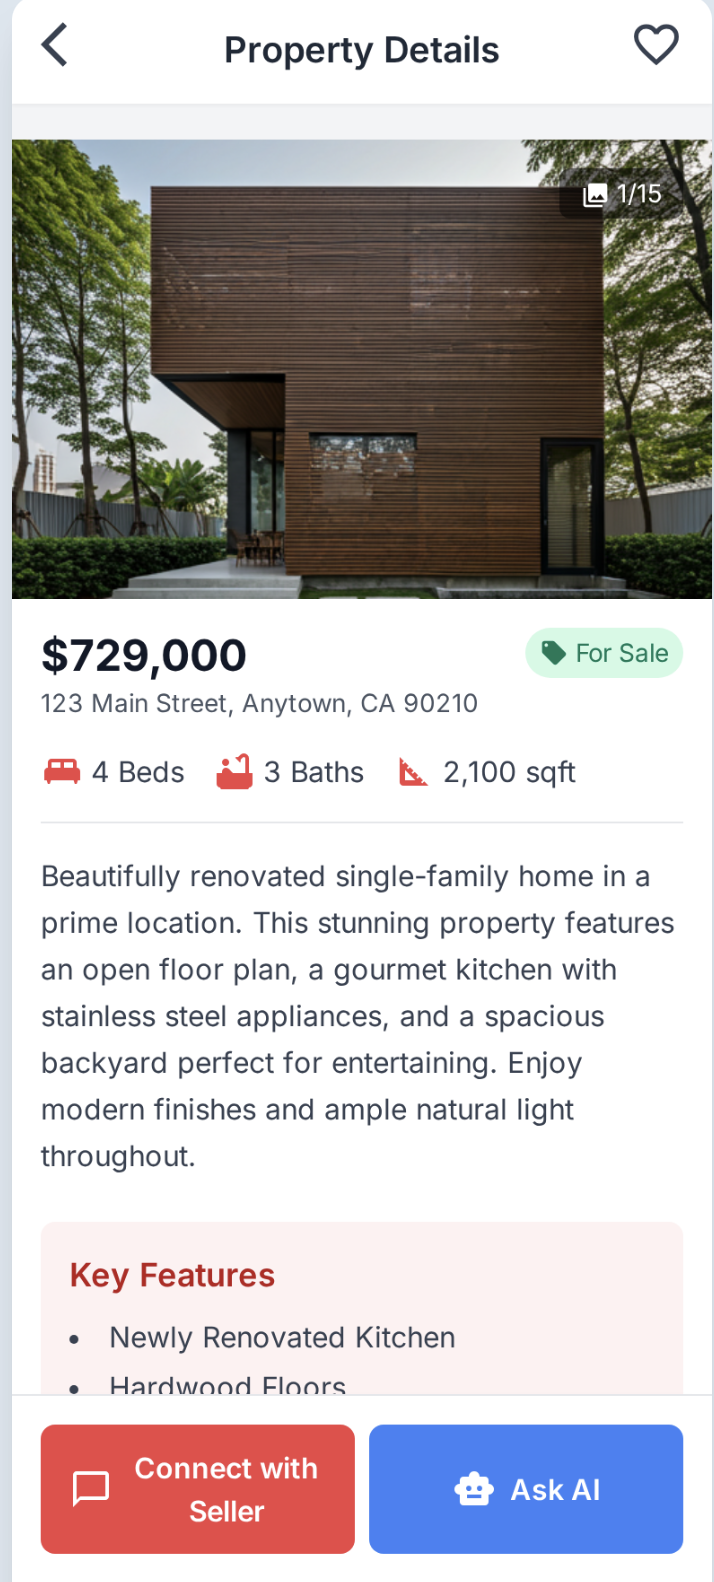 Property Details
1/15
$729,000
For Sale
123 Main Street, Anytown, CA 90210
4 Beds
3 Baths
2,100 sqft
Beautifully renovated single-family home in a
prime location. This stunning property features
an open floor plan, a gourmet kitchen with
stainless steel appliances, and a spacious
backyard perfect for entertaining. Enjoy
modern finishes and ample natural light
throughout.
Key Features
• Newly Renovated Kitchen
• Hardwood Floors
Connect with
Seller
Ask AI